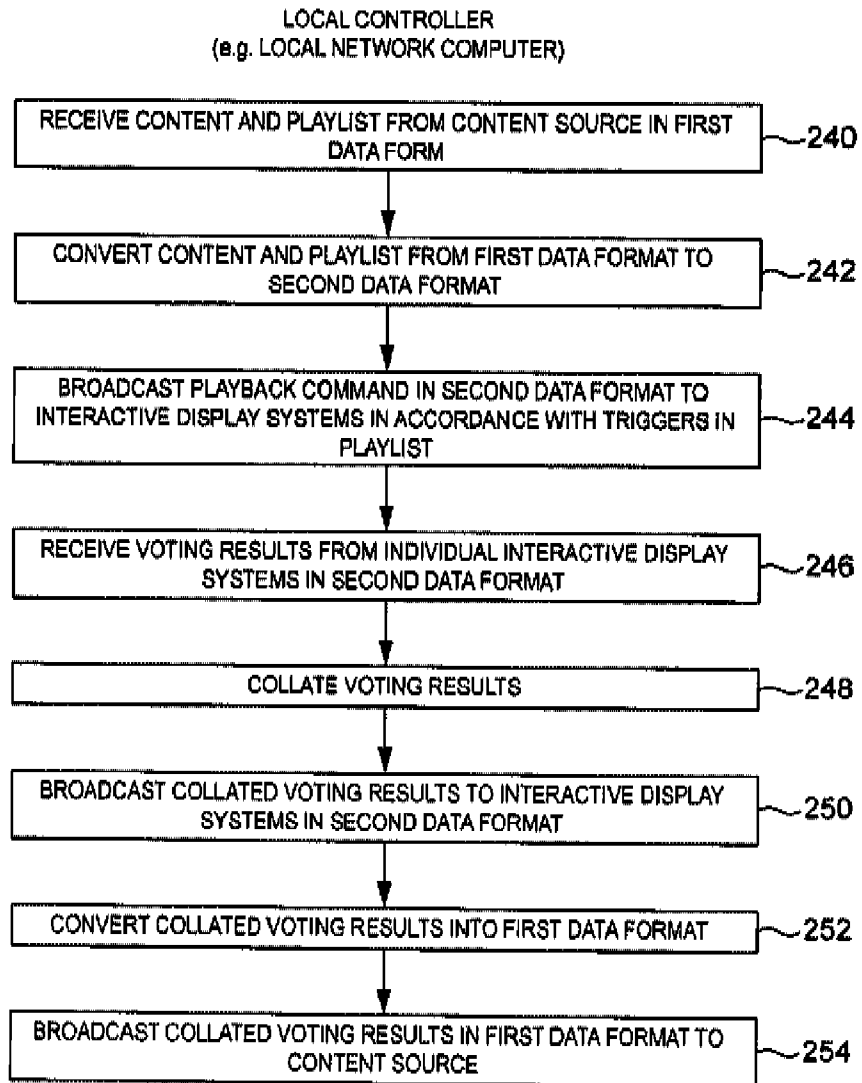 LOCAL CONTROLLER
(e.g. LOCAL NETWORK COMPUTER)
RECEIVE CONTENT AND PLAYLIST FROM CONTENT SOURCE IN FIRST
DATA FORM
240
CONVERT CONTENT AND PLAYLIST FROM FIRST DATA FORMAT TO
SECOND DATA FORMAT
242
BROADCAST PLAYBACK COMMAND IN SECOND DATA FORMAT TO
INTERACTIVE DISPLAY SYSTEMS IN ACCORDANCE WITH TRIGGERS IN
PLAYLIST
244
RECEIVE VOTING RESULTS FROM INDIVIDUAL INTERACTIVE DISPLAY
SYSTEMS IN SECOND DATA FORMAT
246
COLLATE VOTING RESULTS
248
BROADCAST COLLATED VOTING RESULTS TO INTERACTIVE DISPLAY
SYSTEMS IN SECOND DATA FORMAT
250
CONVERT COLLATED VOTING RESULTS INTO FIRST DATA FORMAT
252
BROADCAST COLLATED VOTING RESULTS IN FIRST DATA FORMAT TO
CONTENT SOURCE
254